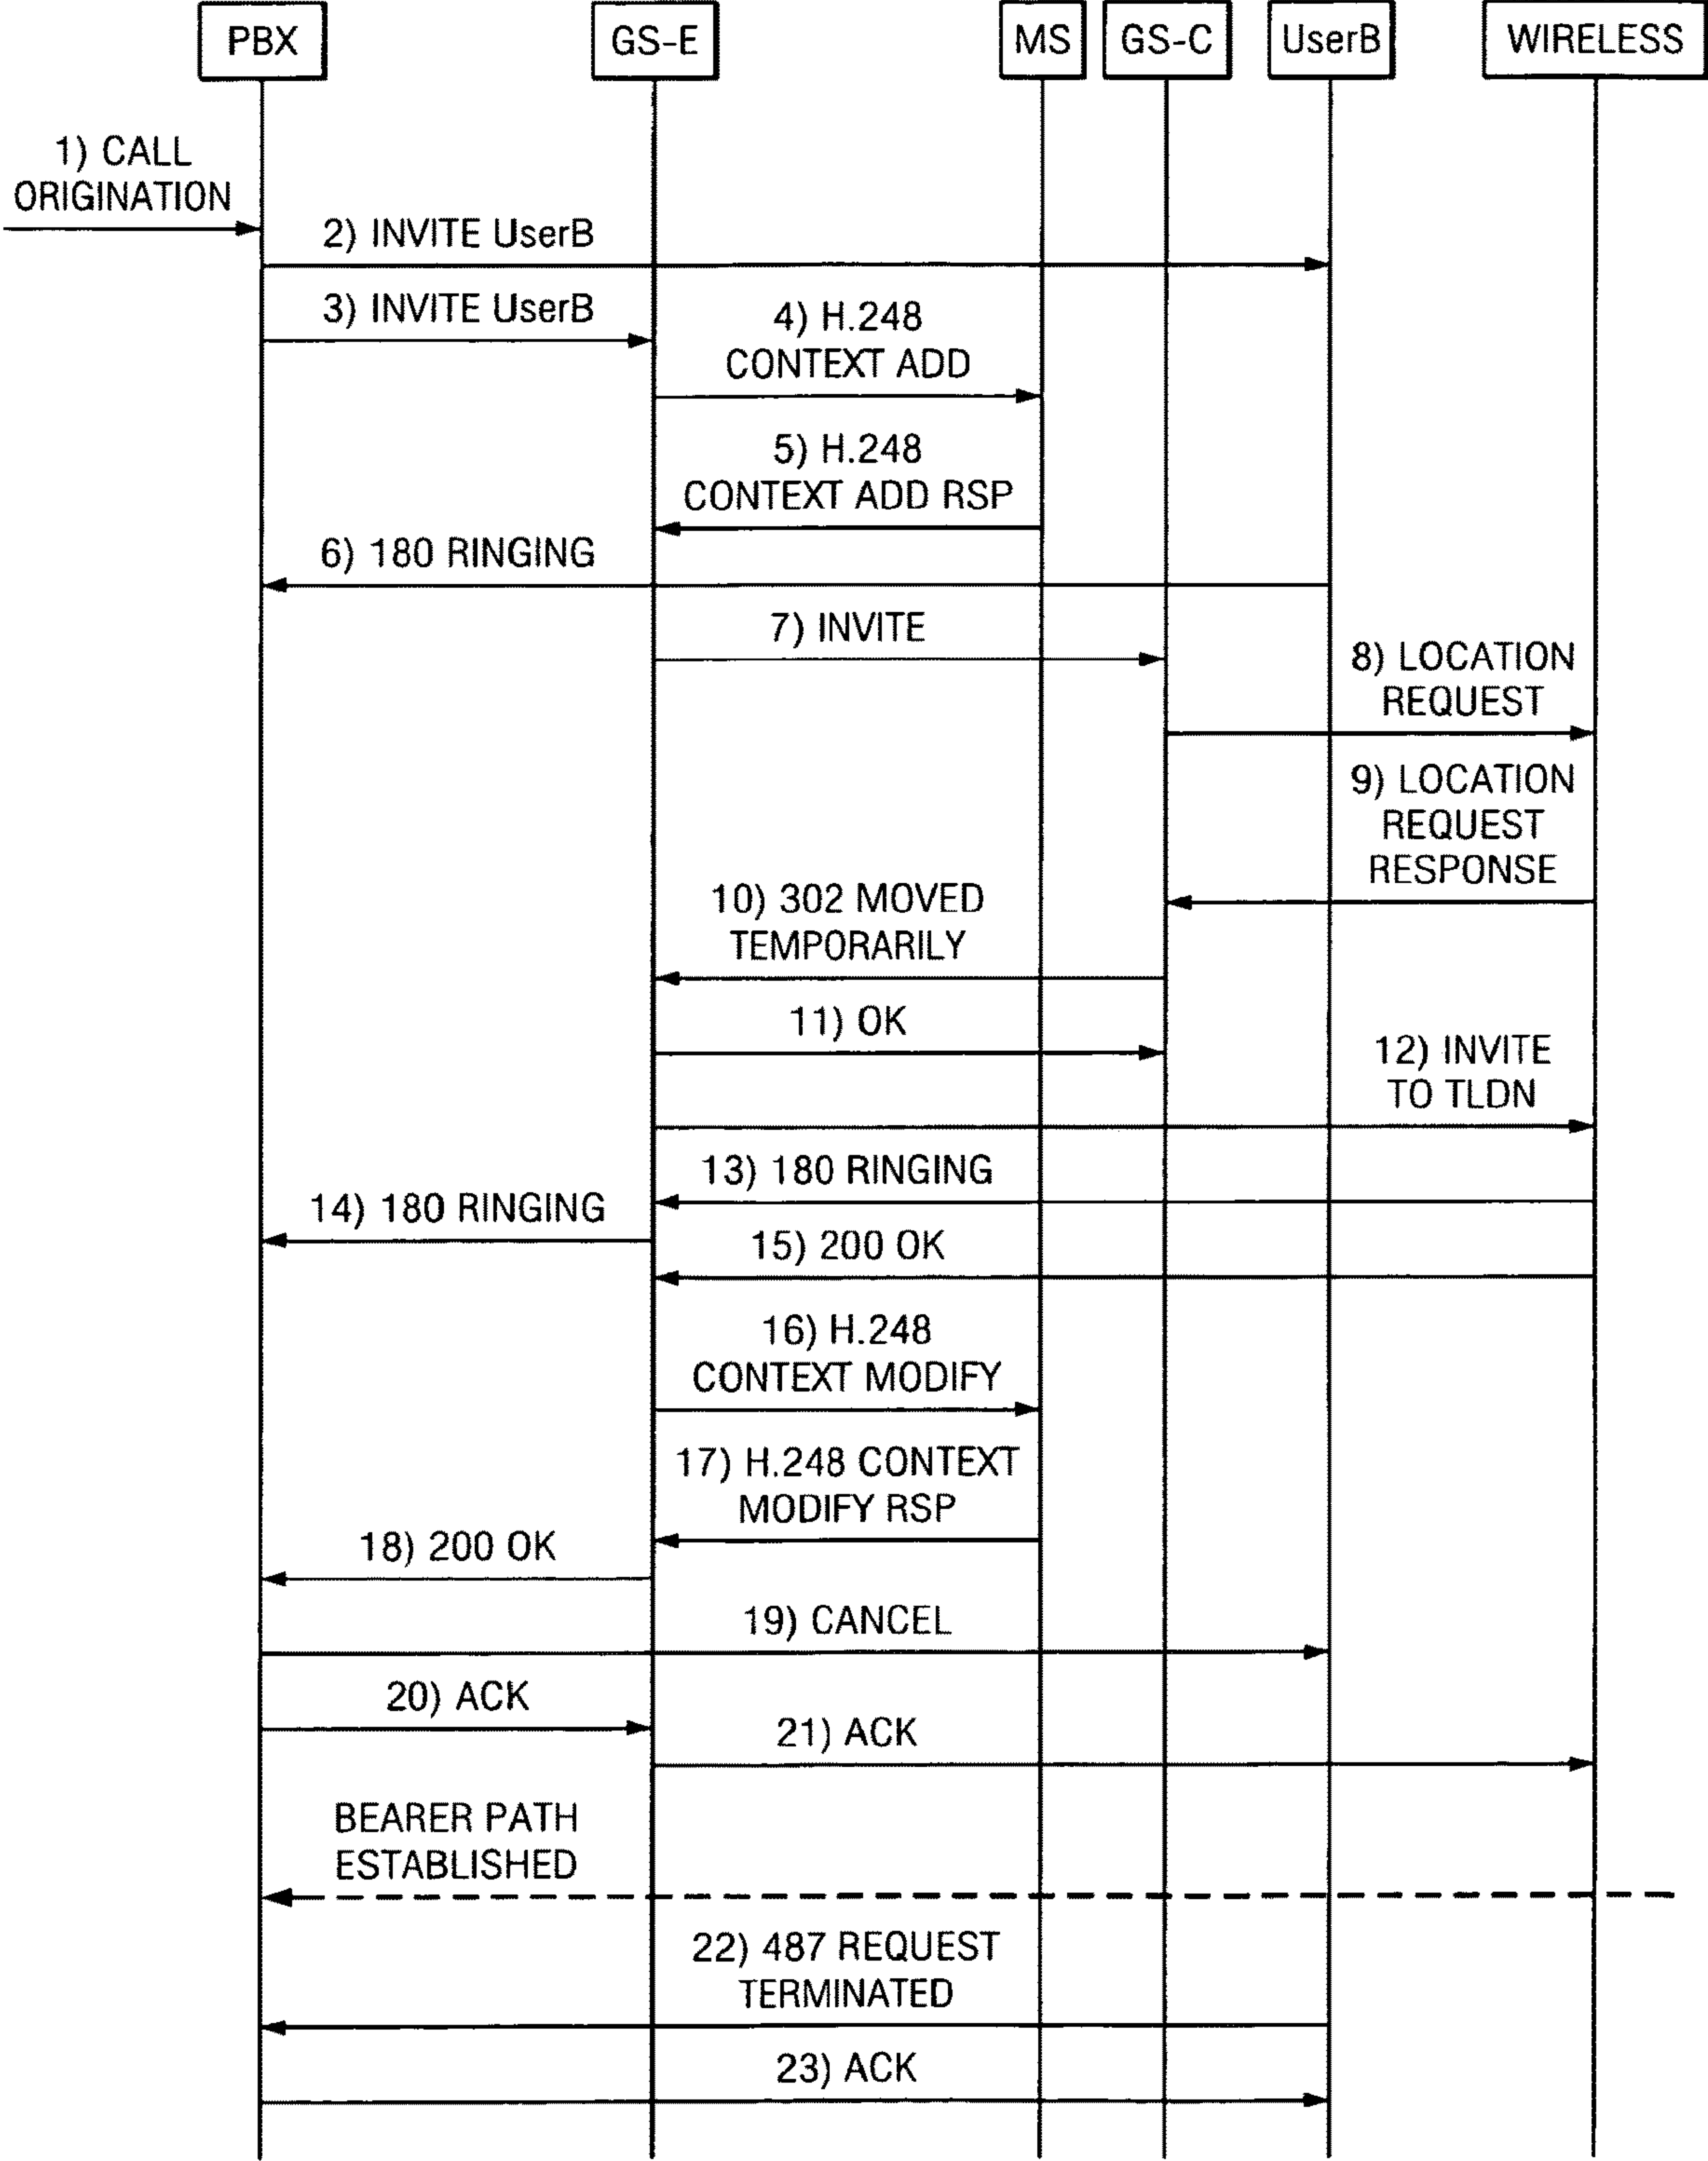 PBX
GS-E
MS
GS-C
UserB
WIRELESS
1) CALL
ORIGINATION
2) INVITE UserB
3) INVITE UserB
4) H.248
CONTEXT ADD
5) H.248
CONTEXT ADD RSP
6) 180 RINGING
7) INVITE
8) LOCATION
REQUEST
9) LOCATION
REQUEST
RESPONSE
10) 302 MOVED
TEMPORARILY
11) OK
12) INVITE
TO TLDN
13) 180 RINGING
14) 180 RINGING
15) 200 OK
16) H.248
CONTEXT MODIFY
17) H.248 CONTEXT
MODIFY RSP
18) 200 OK
19) CANCEL
20) ACK
21) ACK
BEARER PATH
ESTABLISHED
22) 487 REQUEST
TERMINATED
23) ACK